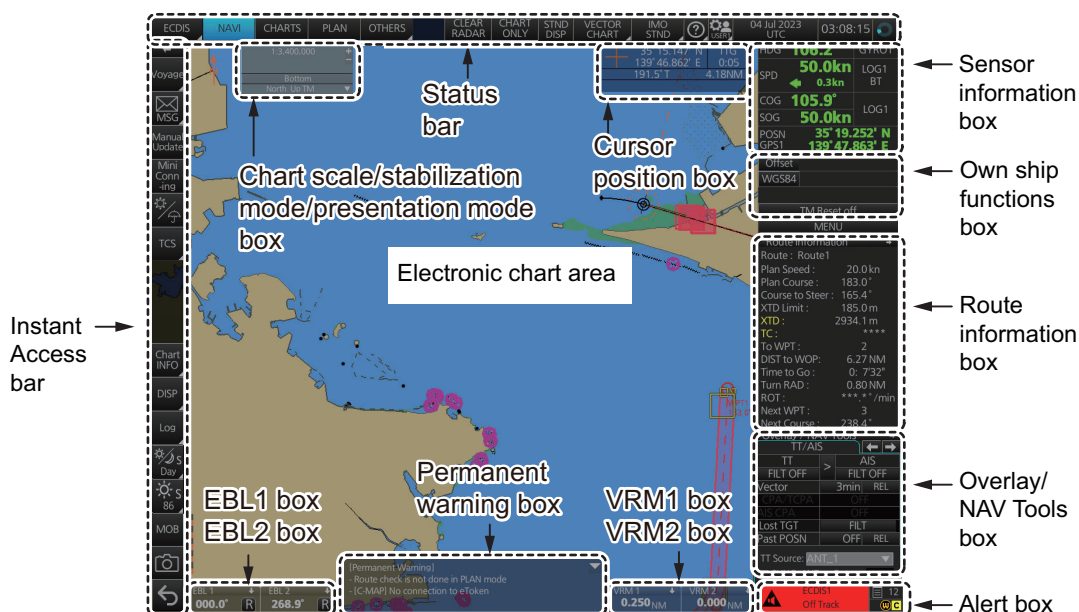 ECDIS NAVI CHARTS PLAN OTHERS CLEAR RADAR CHART ONLY STND DISP VECTOR CHART IMO STND ? USER 04 Jul 2023 UTC 03:08:15
1:3,400,000 +
−
Bottom
North Up TM
35°15.147' N TTG
139°46.862' E 0:05
191.5°T 4.18NM
HDG 106.2° GYRO1
SPD 50.0kn LOG1
0.3kn BT
COG 105.9°
SOG 50.0kn LOG1
POSN 35°19.252' N
GPS1 139°47.863' E
Offset
WGS84
TM Reset off
MENU
Route Information
Route : Route1
Plan Speed : 20.0 kn
Plan Course : 183.0°
Course to Steer : 165.4°
XTD Limit : 185.0 m
XTD : 2934.1 m
TC : ****
To WPT : 2
DIST to WOP: 6.27 NM
Time to Go : 0: 7'32"
Turn RAD : 0.80 NM
ROT : ***.*°/min
Next WPT : 3
Next Course : 238.4°
Overlay / NAV Tools
TT/AIS
TT > AIS
FILT OFF FILT OFF
Vector 3min REL
CPA/TCPA OFF
AIS CPA OFF
Lost TGT FILT
Past POSN OFF REL
TT Source: ANT_1
ECDIS1 12
Off Track W C
Voyage
MSG
Manual
Update
Mini
Conn
-ing
TCS
Chart
INFO
DISP
Log
S
Day
S
86
MOB
EBL 1 EBL 2
000.0° R 268.9° R
[Permanent Warning]
- Route check is not done in PLAN mode
- [C-MAP] No connection to eToken
VRM 1 VRM 2
0.250 NM 0.000 NM
Status
bar
Chart scale/stabilization
mode/presentation mode
box
Cursor
position box
Electronic chart area
Instant
Access
bar
EBL1 box
EBL2 box
Permanent
warning box
VRM1 box
VRM2 box
Sensor
information
box
Own ship
functions
box
Route
information
box
Overlay/
NAV Tools
box
Alert box